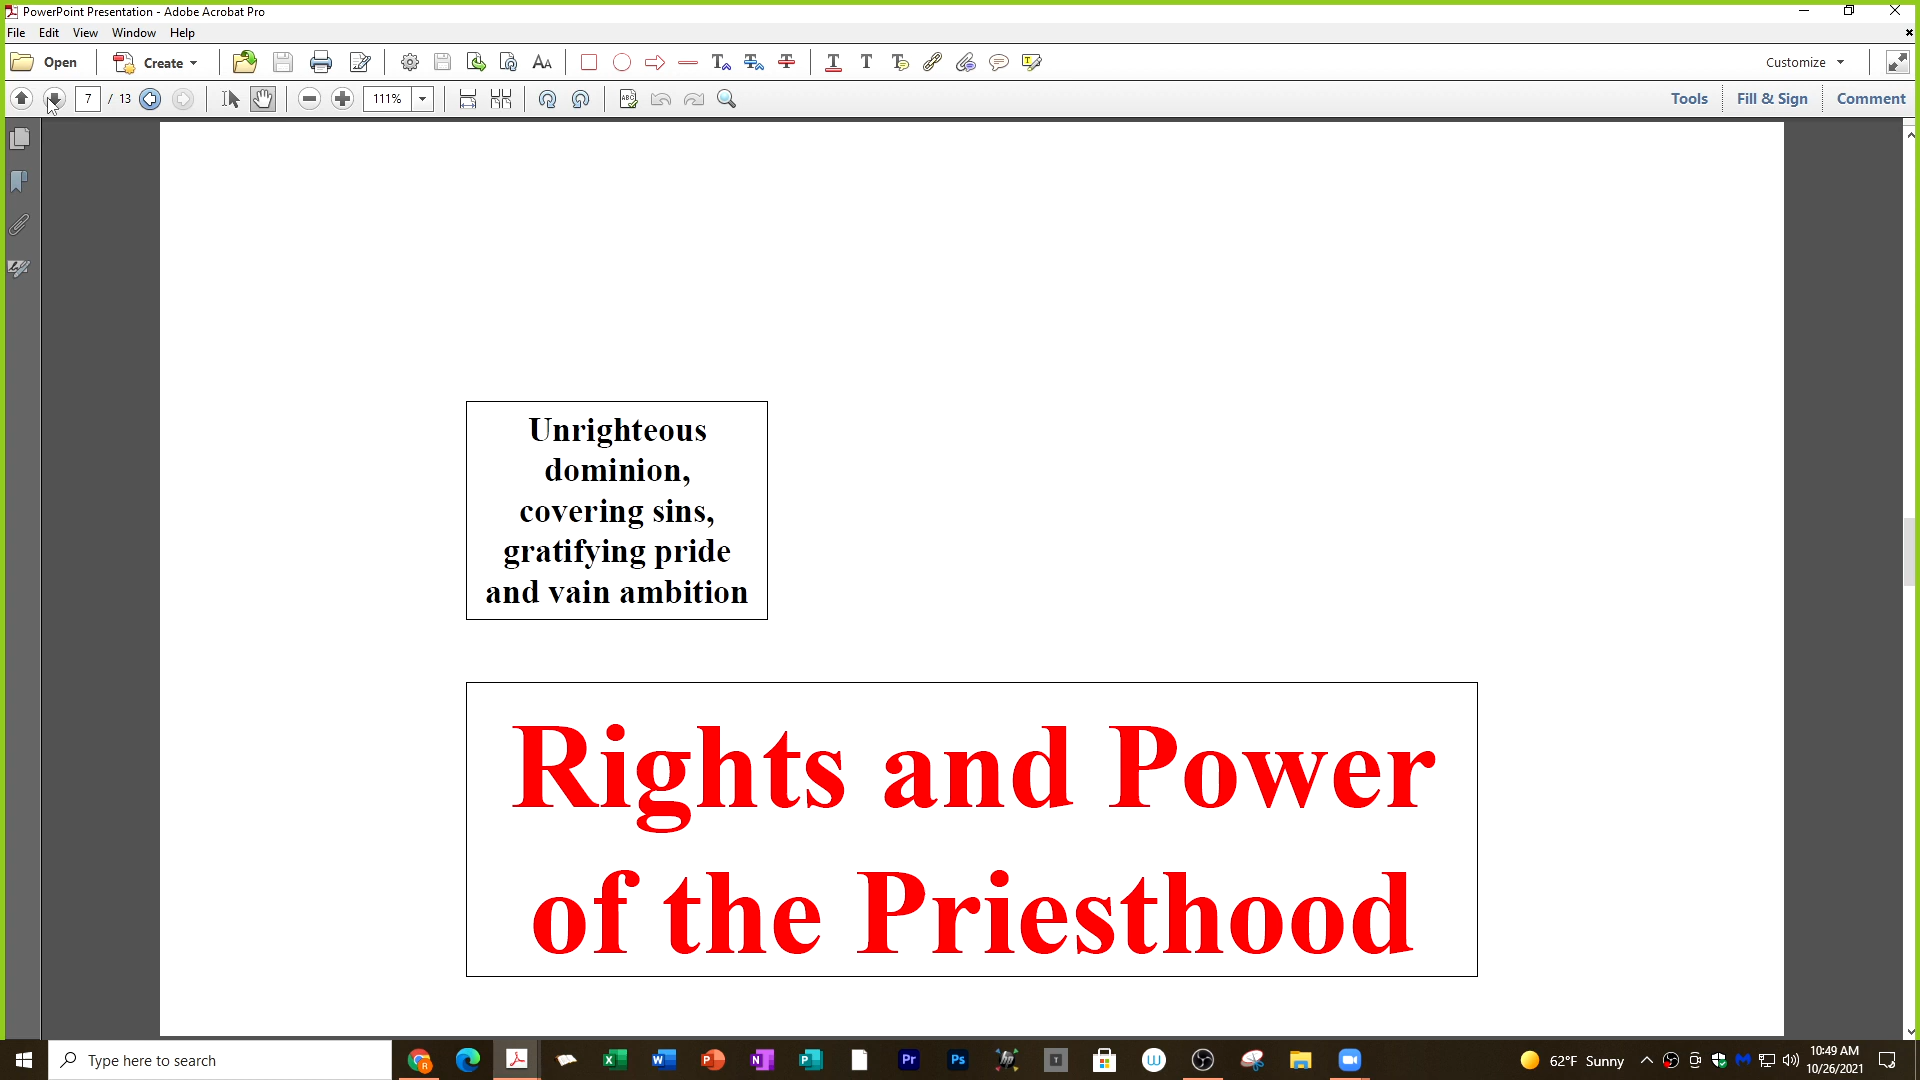 PowerPoint Presentation - Adobe Acrobat Pro
File Edit View Window Help
Open Create Customize
7 / 13 111% Tools Fill & Sign Comment
Unrighteous
dominion,
covering sins,
gratifying pride
and vain ambition
Rights and Power
of the Priesthood
Type here to search
62°F Sunny
10:49 AM
10/26/2021